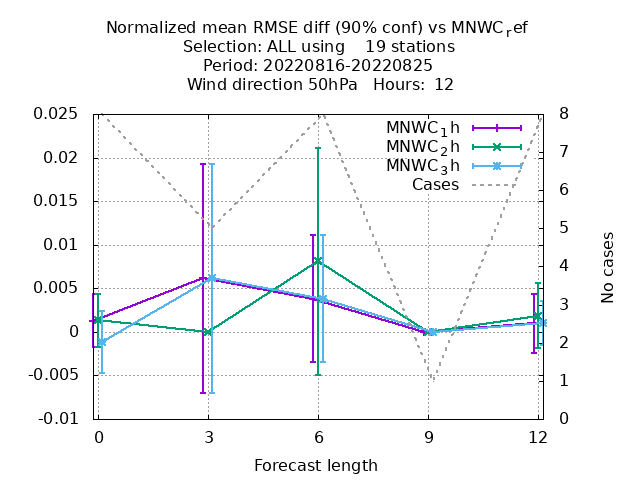 Normalized mean RMSE diff (90% conf) vs MNWC_ref
Selection: ALL using    19 stations
Period: 20220816-20220825
Wind direction 50hPa   Hours:  12
MNWC_1h
MNWC_2h
MNWC_3h
Cases
0.025
0.02
0.015
0.01
0.005
0
-0.005
-0.01
8
7
6
5
4
3
2
1
0
No cases
0 3 6 9 12
Forecast length